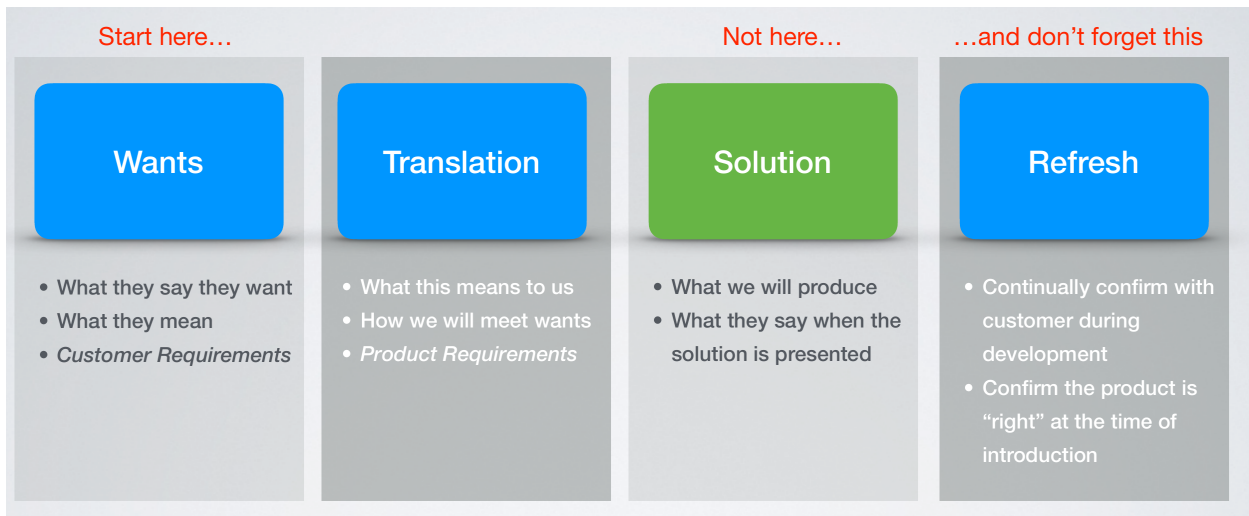 Start here…
Not here…
…and don’t forget this
Wants
Translation
Solution
Refresh
• What they say they want
• What they mean
• Customer Requirements
• What this means to us
• How we will meet wants
• Product Requirements
• What we will produce
• What they say when the
solution is presented
• Continually confirm with
customer during
development
• Confirm the product is
“right” at the time of
introduction